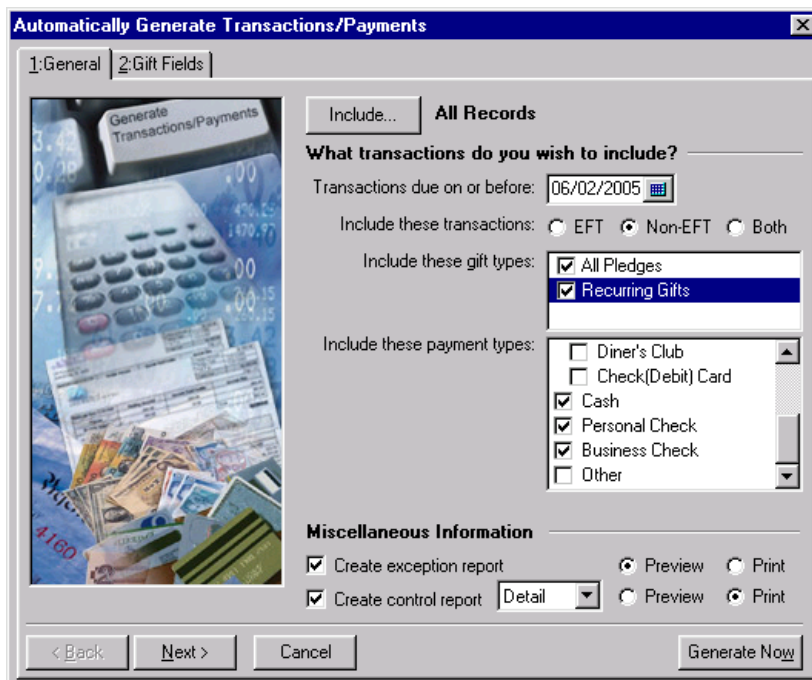 Automatically Generate Transactions/Payments
1:General 2:Gift Fields
Generate
Transactions/Payments
Include... All Records
What transactions do you wish to include?
Transactions due on or before: 06/02/2005
Include these transactions: EFT Non-EFT Both
Include these gift types: All Pledges
Recurring Gifts
Include these payment types: Diner's Club
Check(Debit) Card
Cash
Personal Check
Business Check
Other
4160
Miscellaneous Information
Create exception report Preview Print
Create control report Detail Preview Print
< Back Next > Cancel Generate Now